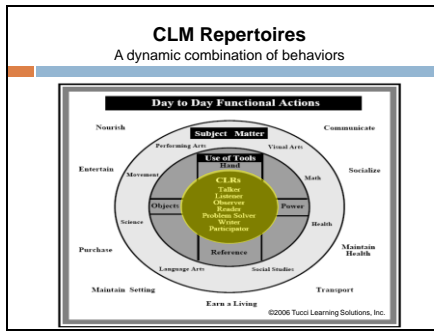 CLM Repertoires
A dynamic combination of behaviors
Day to Day Functional Actions
Nourish
Communicate
Subject Matter
Performing Arts
Visual Arts
Use of Tools
Hand
Entertain
Socialize
Movement
Math
CLRs
Talker
Listener
Observer
Reader
Problem Solver
Writer
Participator
Objects
Power
Science
Health
Purchase
Maintain
Health
Reference
Language Arts
Social Studies
Maintain Setting
Transport
Earn a Living
©2006 Tucci Learning Solutions, Inc.